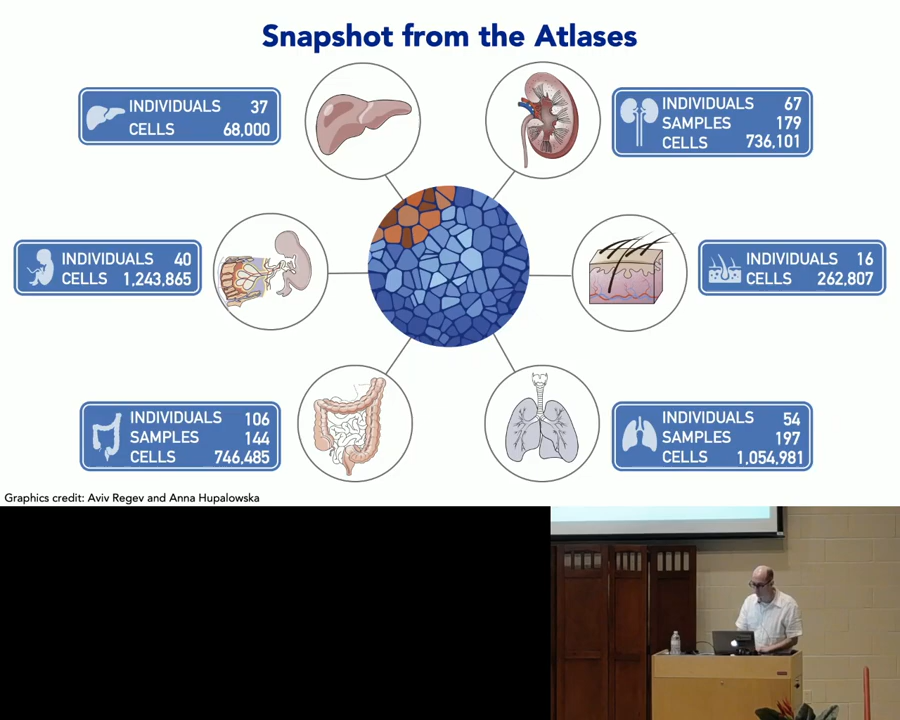 Snapshot from the Atlases
INDIVIDUALS 37
CELLS 68,000
INDIVIDUALS 67
SAMPLES 179
CELLS 736,101
INDIVIDUALS 40
CELLS 1,243,865
INDIVIDUALS 16
CELLS 262,807
INDIVIDUALS 106
SAMPLES 144
CELLS 746,485
INDIVIDUALS 54
SAMPLES 197
CELLS 1,054,981
Graphics credit: Aviv Regev and Anna Hupalowska